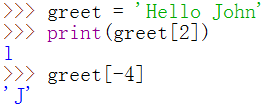 >>> greet = 'Hello John'
>>> print(greet[2])
l
>>> greet[-4]
'J'